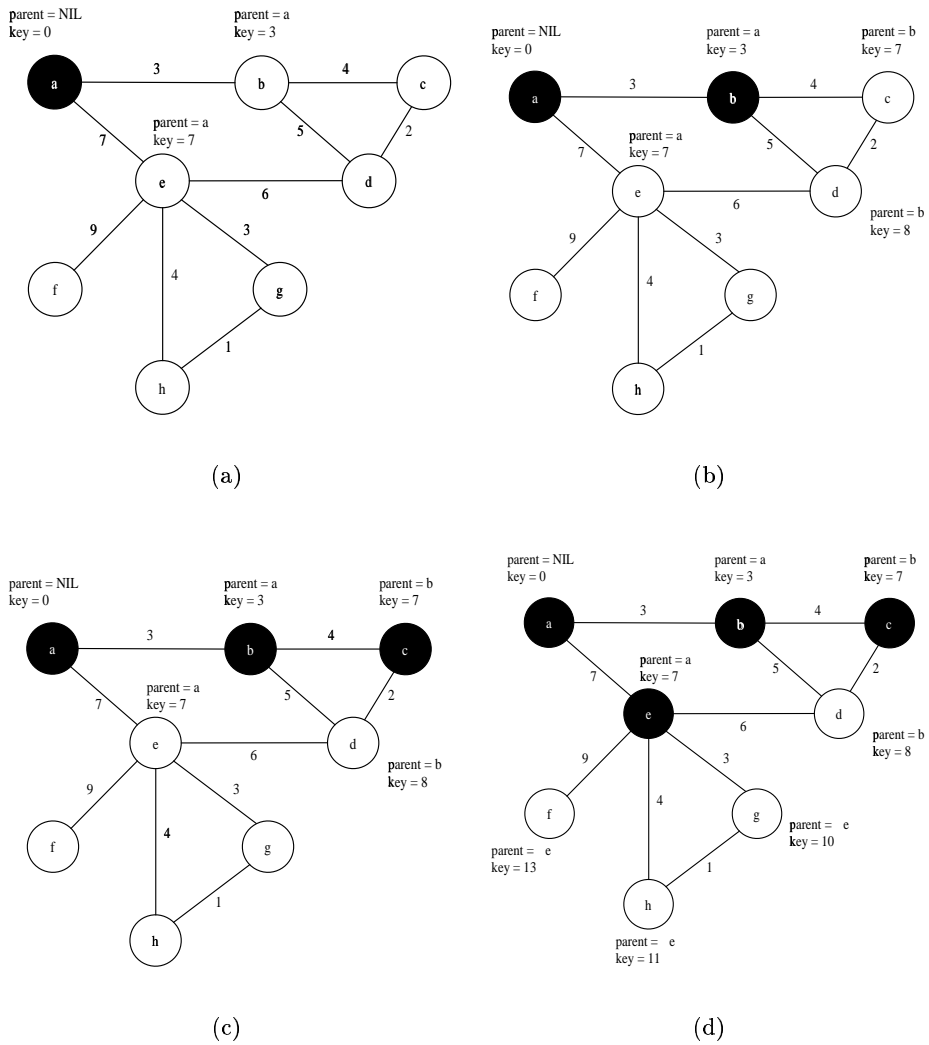 parent = NIL
key = 0
parent = a
key = 3
a
3
b
4
c
7
parent = a
key = 7
5
2
e
6
d
9
3
f
4
g
1
h
(a)
parent = NIL
key = 0
parent = a
key = 3
parent = b
key = 7
a
3
b
4
c
7
parent = a
key = 7
5
2
e
6
d
parent = b
key = 8
9
3
f
4
g
1
h
(b)
parent = NIL
key = 0
parent = a
key = 3
parent = b
key = 7
a
3
b
4
c
7
parent = a
key = 7
5
2
e
6
d
parent = b
key = 8
9
3
f
4
g
1
h
(c)
parent = NIL
key = 0
parent = a
key = 3
parent = b
key = 7
a
3
b
4
c
7
parent = a
key = 7
5
2
e
6
d
parent = b
key = 8
9
3
f
4
g
parent = e
key = 13
parent = e
key = 10
1
h
parent = e
key = 11
(d)